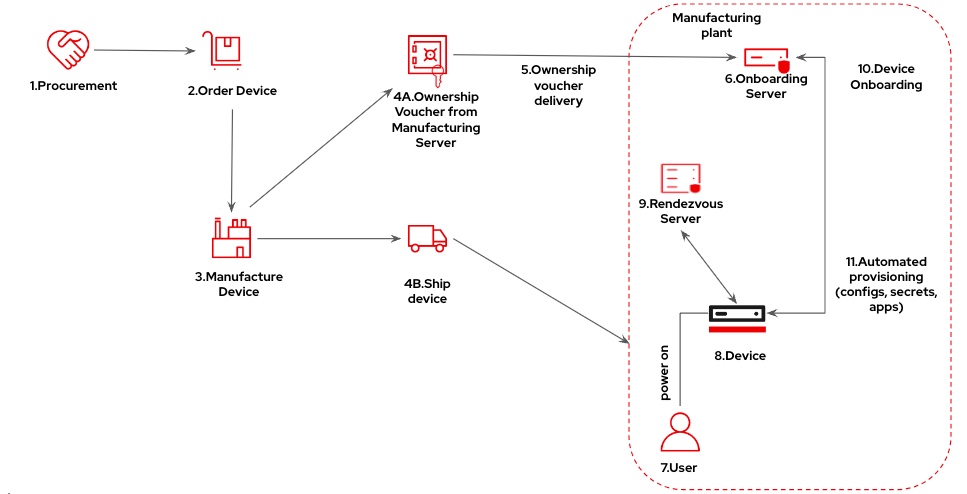 1.Procurement
2.Order Device
3.Manufacture
Device
4A.Ownership
Voucher from
Manufacturing
Server
4B.Ship
device
5.Ownership
voucher
delivery
Manufacturing
plant
6.Onboarding
Server
7.User
power on
8.Device
9.Rendezvous
Server
10.Device
Onboarding
11.Automated
provisioning
(configs, secrets,
apps)